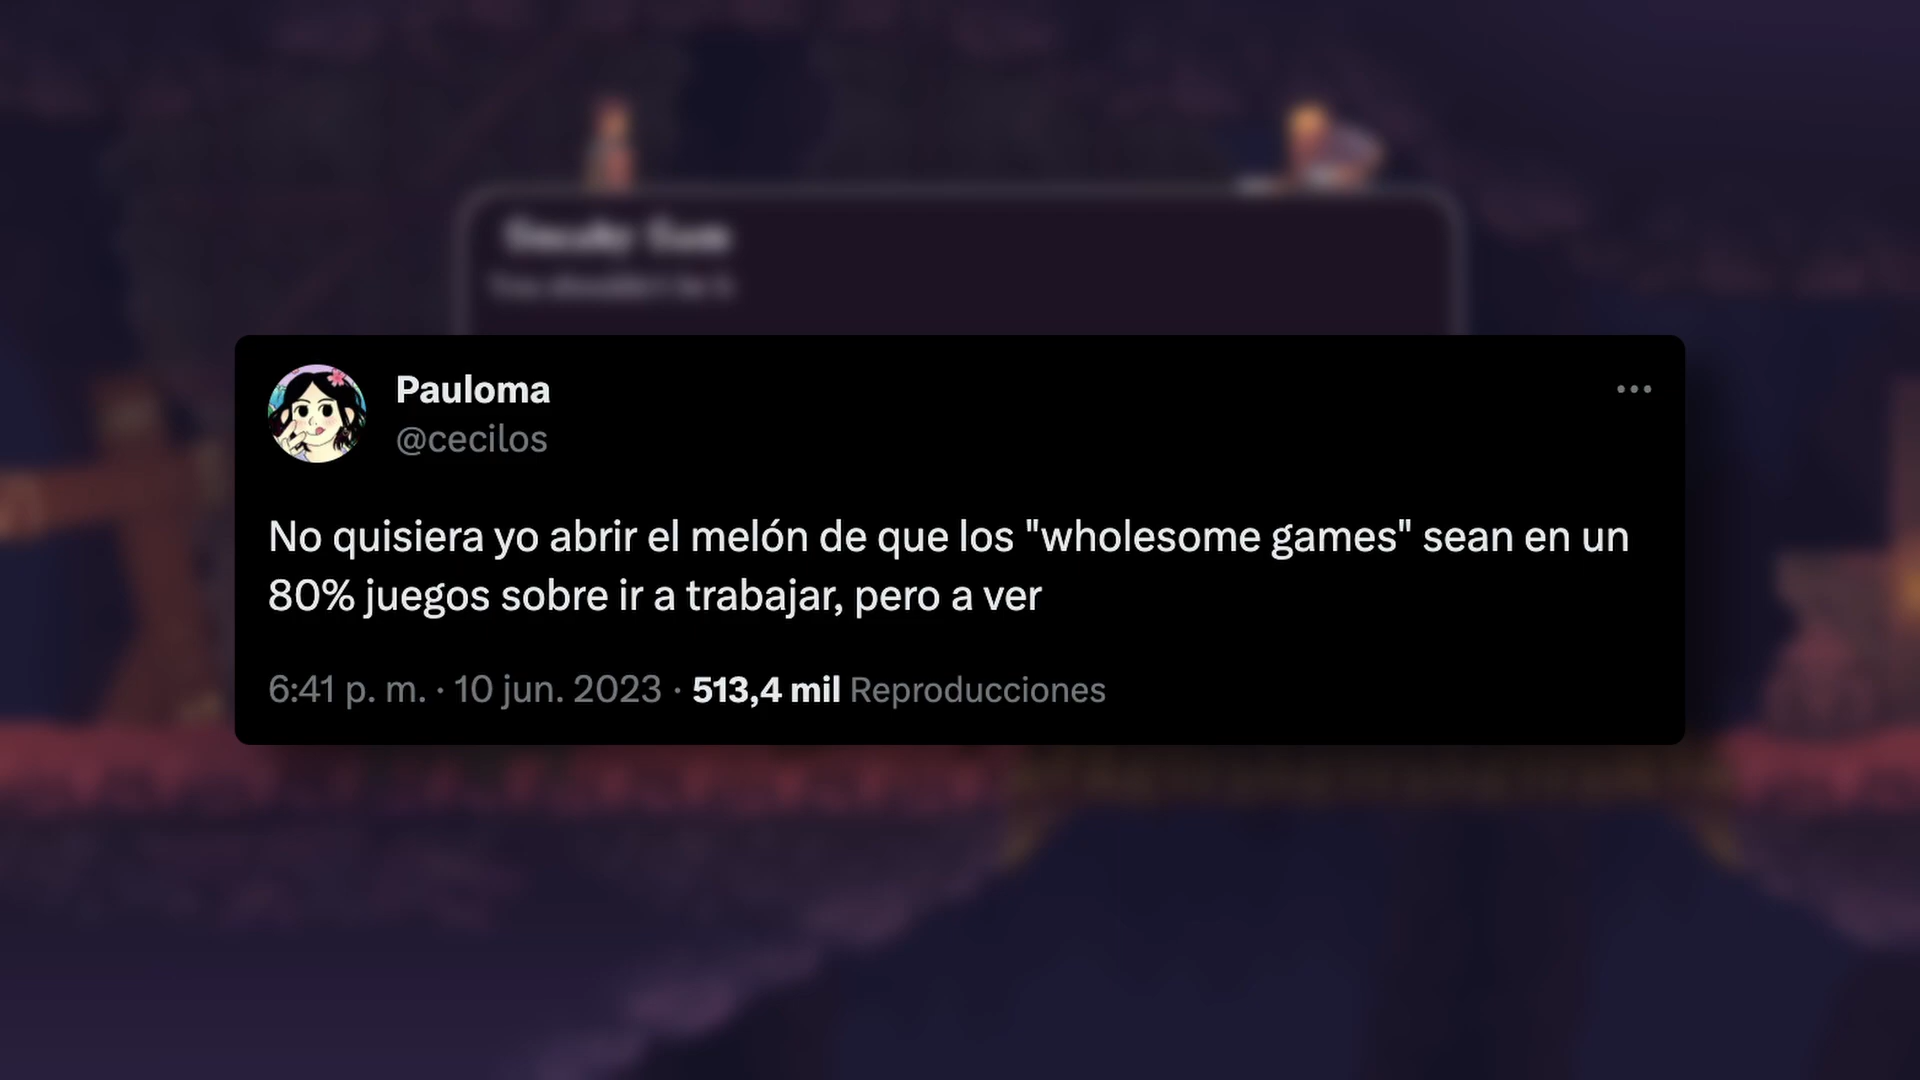 Pauloma
@cecilos
No quisiera yo abrir el melón de que los "wholesome games" sean en un
80% juegos sobre ir a trabajar, pero a ver
6:41 p. m. · 10 jun. 2023 · 513,4 mil Reproducciones